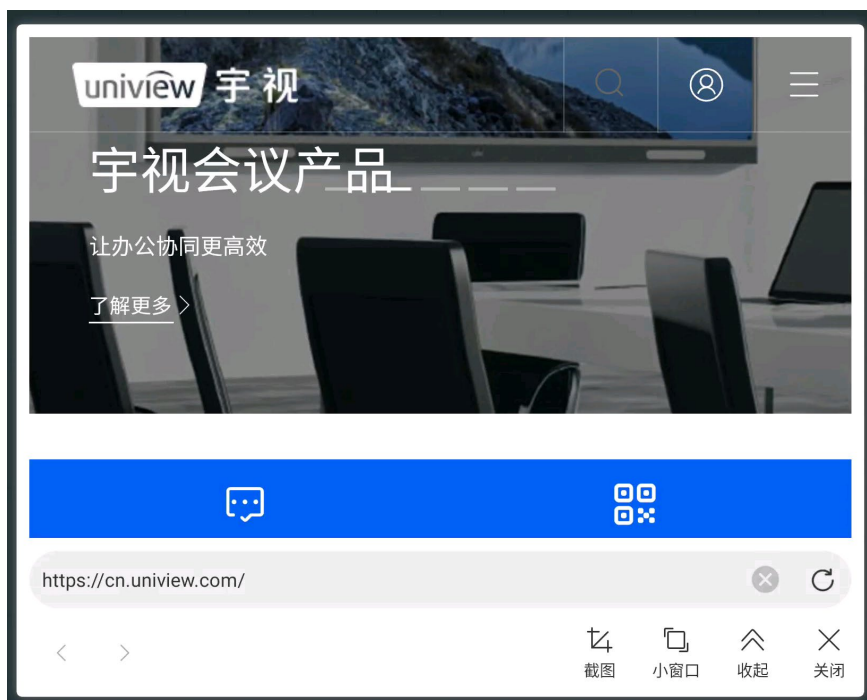 uniview 宇视
宇视会议产品
让办公协同更高效
了解更多
https://cn.uniview.com/
截图 小窗口 收起 关闭